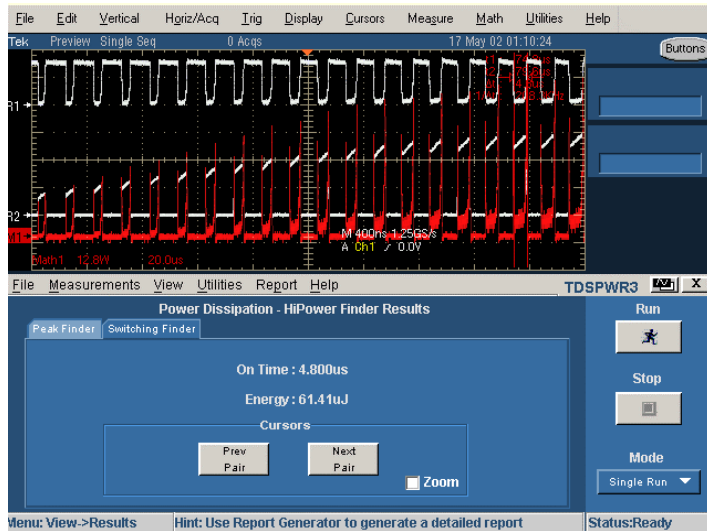 File Edit Vertical Horiz/Acq Trig Display Cursors Measure Math Utilities Help
Tek Preview Single Seq 0 Acqs 17 May 02 01:10:24
Buttons
R1
R2
M 400ns 1.25GS/s
A Ch1 0.0V
Math1 12.8W 20.0us
File Measurements View Utilities Report Help TDSPWR3 X
Power Dissipation - HiPower Finder Results
Peak Finder Switching Finder
On Time : 4.800us
Energy : 61.41uJ
Cursors
Prev Pair
Next Pair
Zoom
Run
Stop
Mode
Single Run
Menu: View->Results Hint: Use Report Generator to generate a detailed report Status:Ready